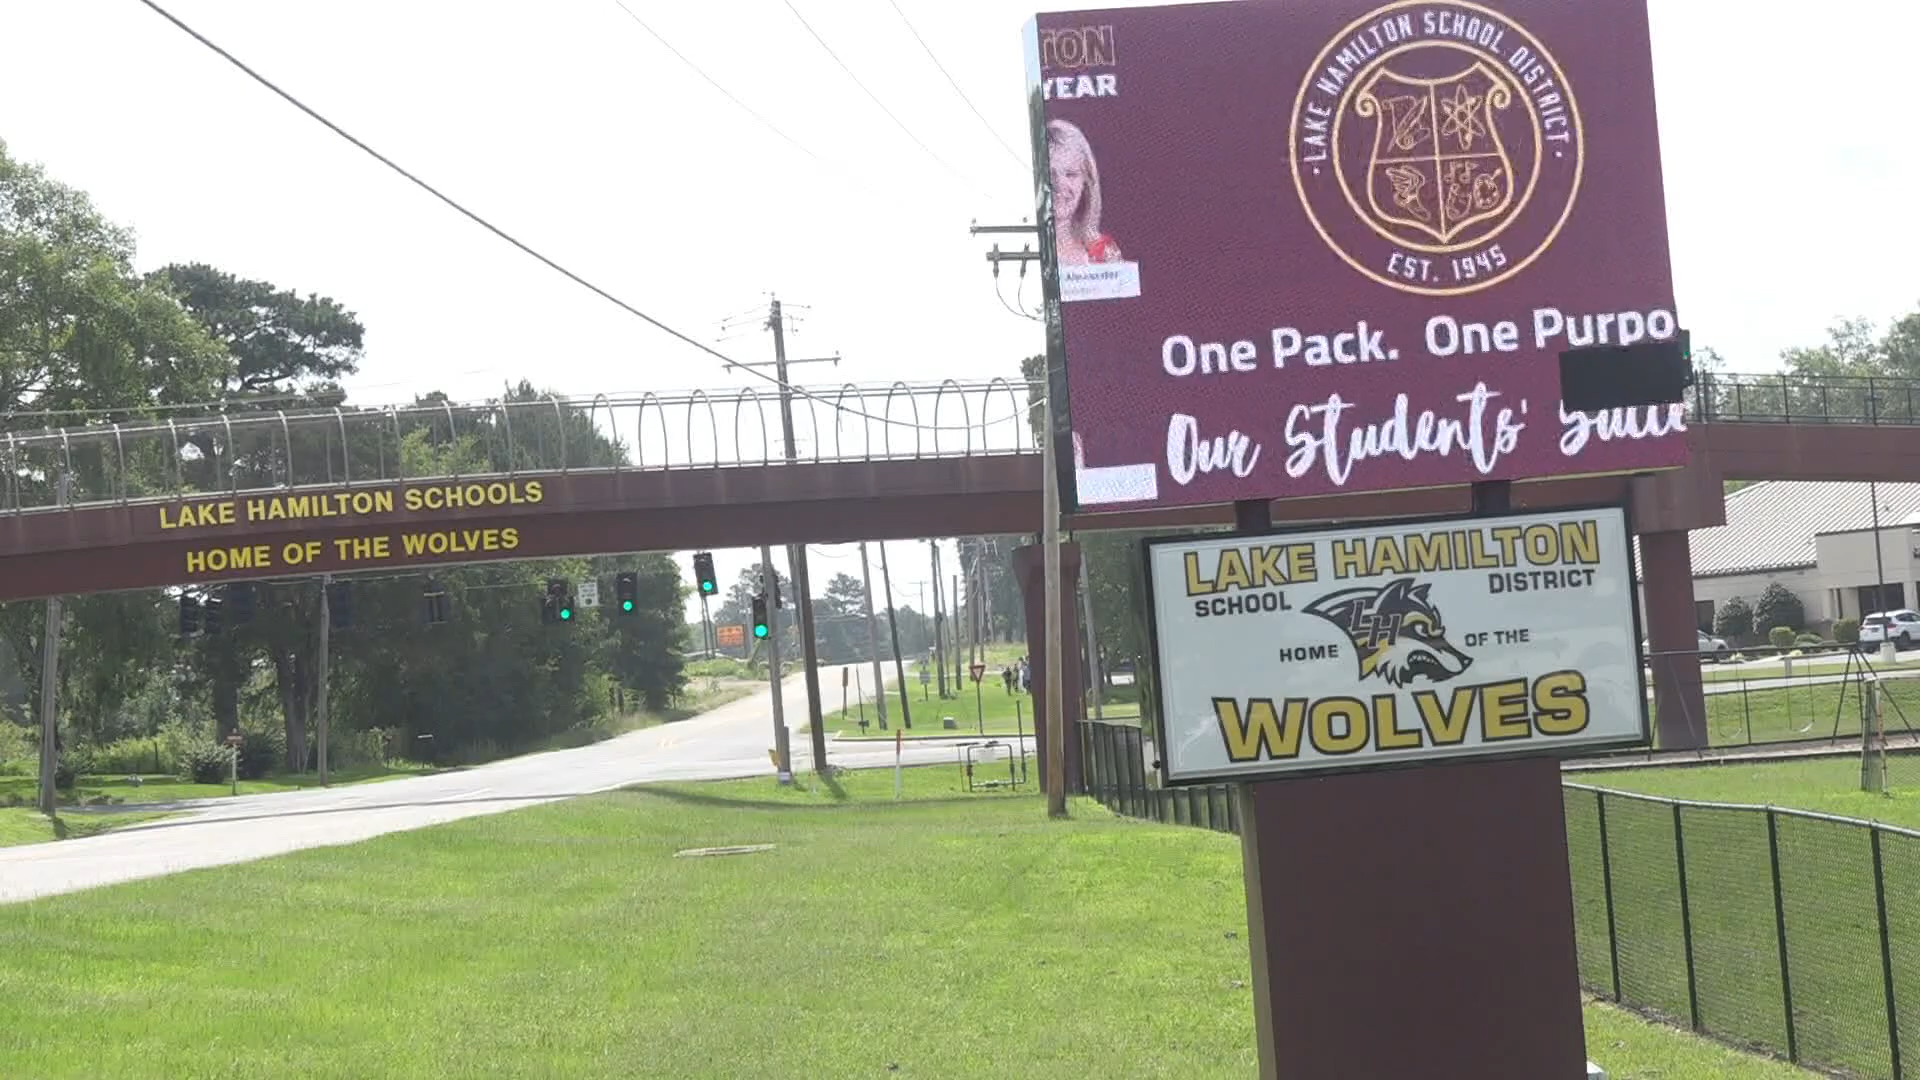 TON
YEAR
LAKE HAMILTON SCHOOL DISTRICT
EST. 1945
One Pack. One Purpo
Our Students' Succe
LAKE HAMILTON SCHOOLS
HOME OF THE WOLVES
LAKE HAMILTON
SCHOOL DISTRICT
LH
HOME OF THE
WOLVES